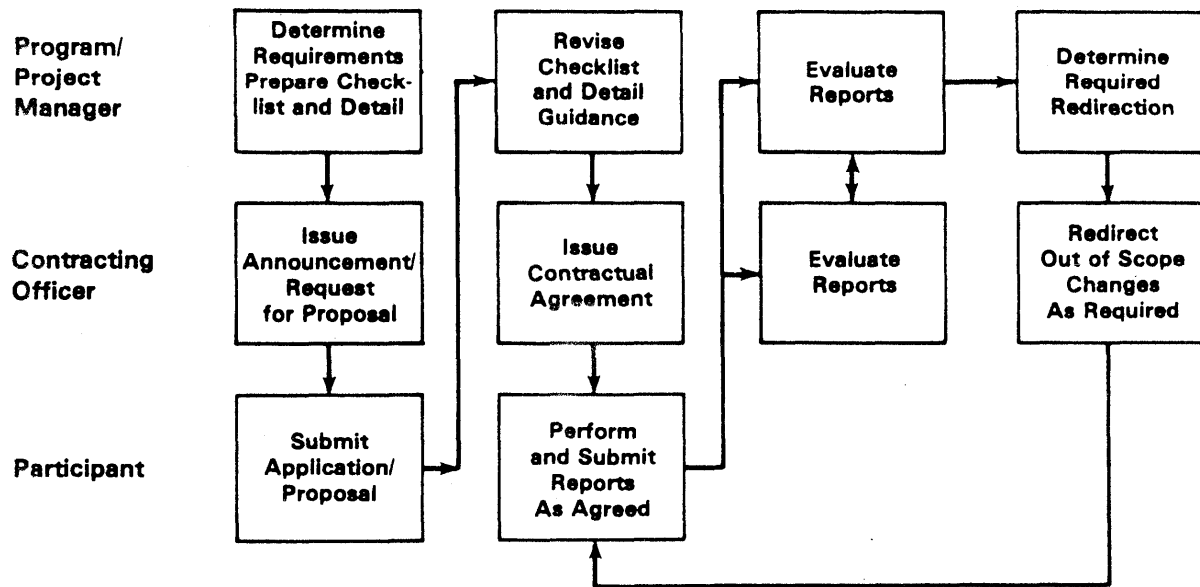 Program/
Project
Manager
Determine
Requirements
Prepare Check-
list and Detail
Revise
Checklist
and Detail
Guidance
Evaluate
Reports
Determine
Required
Redirection
Contracting
Officer
Issue
Announcement/
Request
for Proposal
Issue
Contractual
Agreement
Evaluate
Reports
Redirect
Out of Scope
Changes
As Required
Participant
Submit
Application/
Proposal
Perform
and Submit
Reports
As Agreed